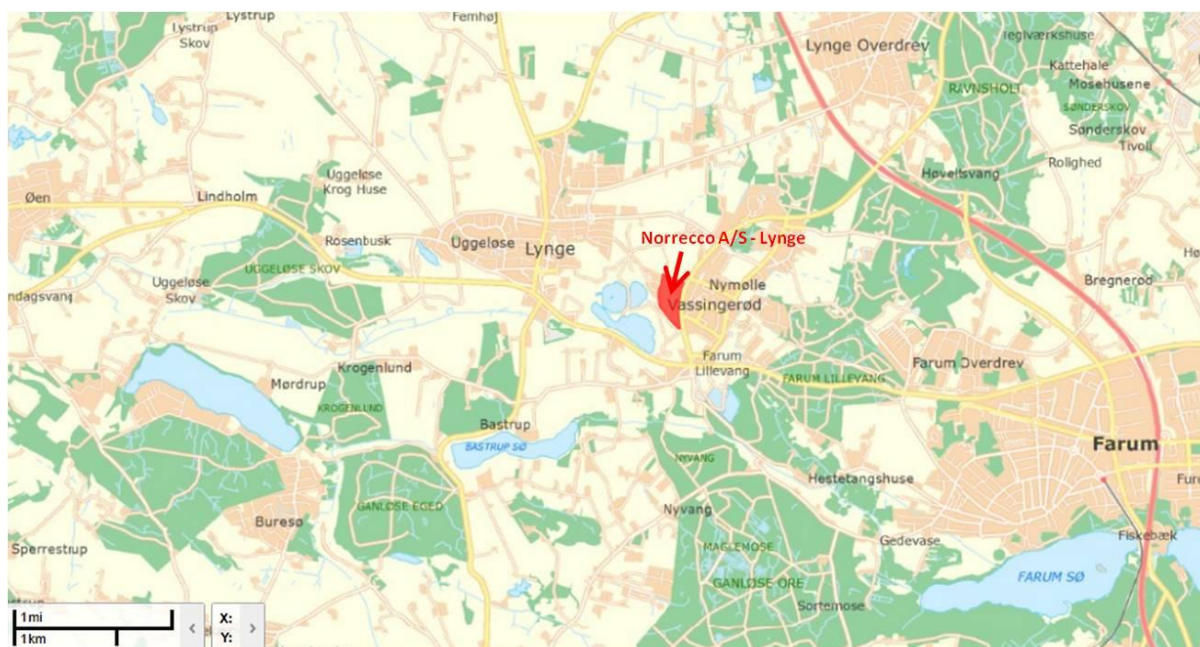 Lystrup
Femhøj
Lystrup
Skov
Lynge Overdrev
Teglværkshuse
Kattehale
Mosehusene
RAVNSHOLT
SØNDERSKOV
Sønderskov
Tivoli
Rolighed
Uggeløse
Krog Huse
Høveltsvang
Øen
Lindholm
Rosenbusk
Uggeløse
Lynge
Norrecco A/S - Lynge
UGGELØSE SKOV
Uggeløse
Skov
ndagsvang
Nymølle
Vassingerød
Bregnerød
Farum
Lillevang
Farum Overdrev
FARUM LILLEVANG
Krogenlund
Mørdrup
KROGENLUND
Bastrup
BASTRUP SØ
Farum
NYVANG
Hestetangshuse
Furu
GANLØSE EGED
Nyvang
Buresø
Sperrestrup
MAGLEMOSE
Gedevase
Fiskebæk
GANLØSE ORE
FARUM SØ
Sortemose
1mi
1km
<
X:
Y:
>